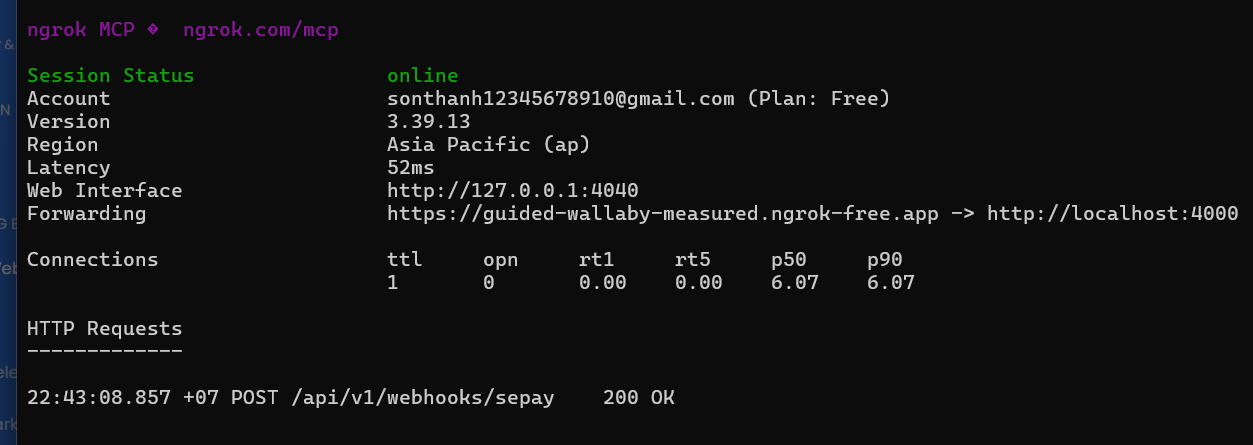 ngrok MCP � ngrok.com/mcp
Session Status online
Account sonthanh12345678910@gmail.com (Plan: Free)
Version 3.39.13
Region Asia Pacific (ap)
Latency 52ms
Web Interface http://127.0.0.1:4040
Forwarding https://guided-wallaby-measured.ngrok-free.app -> http://localhost:4000
Connections ttl opn rt1 rt5 p50 p90
1 0 0.00 0.00 6.07 6.07
HTTP Requests
-------------
22:43:08.857 +07 POST /api/v1/webhooks/sepay 200 OK